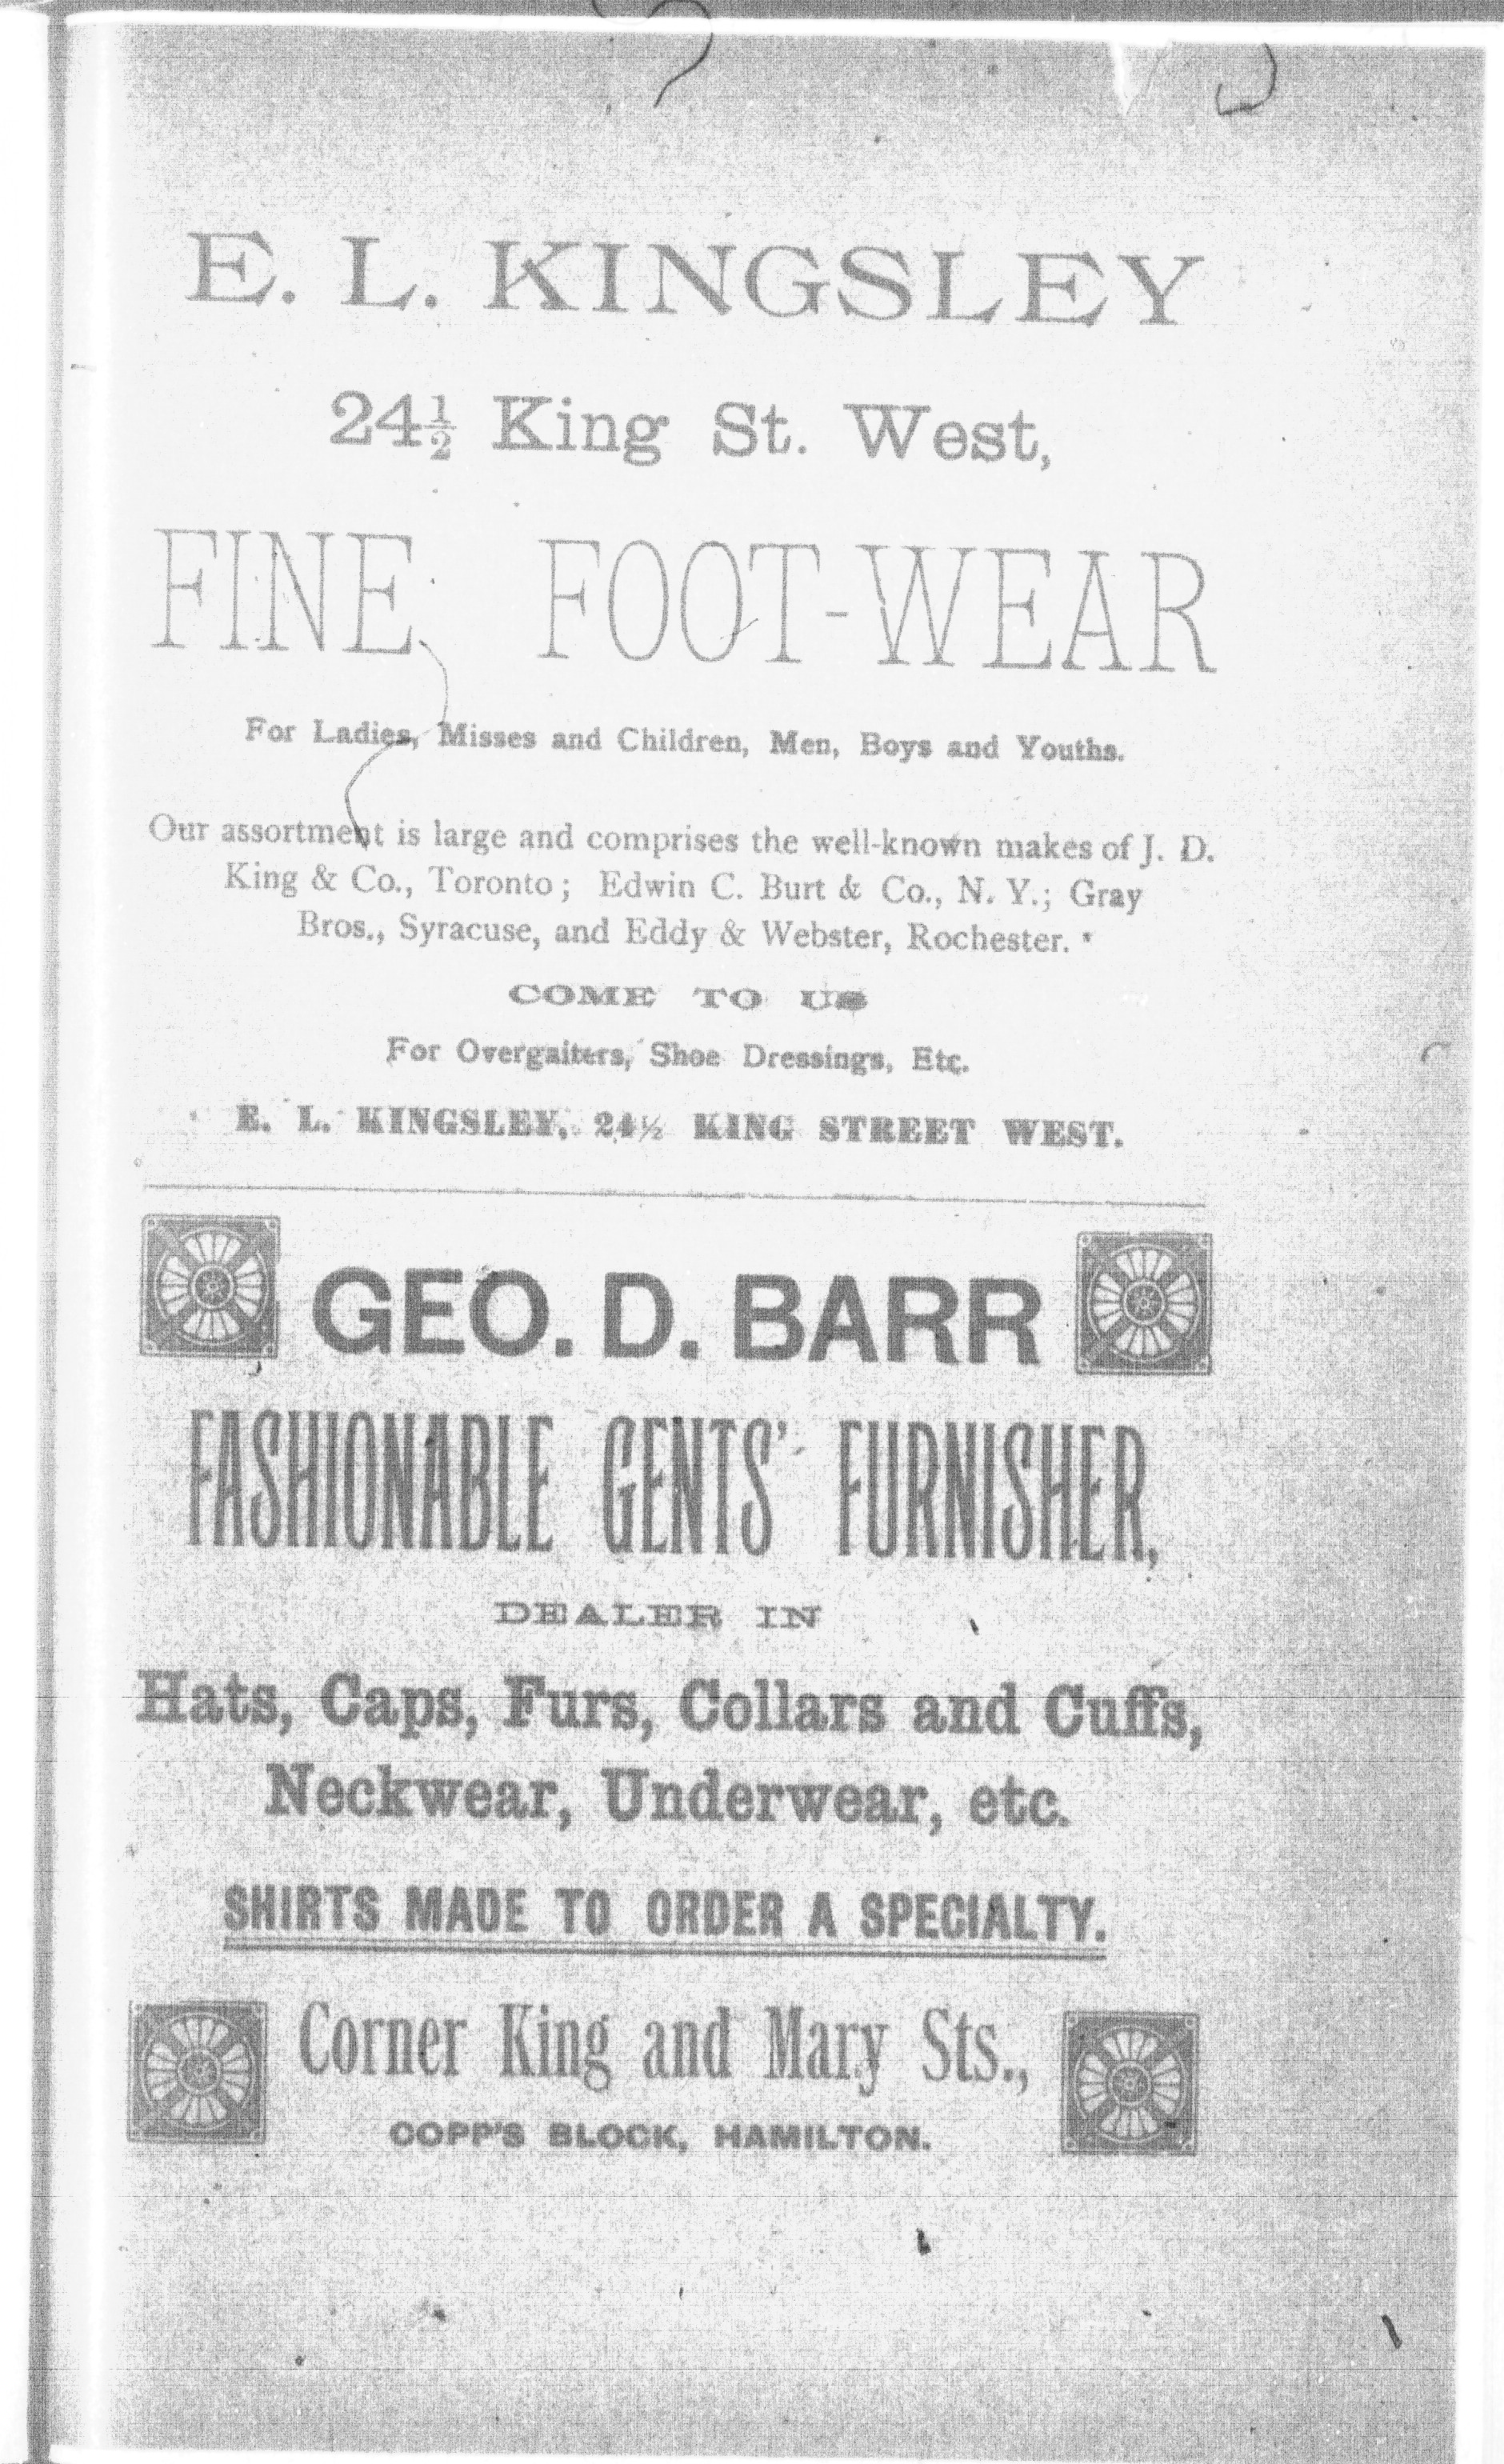 E. L. KINGSLEY
24½ King St. West,
FINE FOOT-WEAR
For Ladies, Misses and Children, Men, Boys and Youths.
Our assortment is large and comprises the well-known makes of J. D.
King & Co., Toronto; Edwin C. Burt & Co., N. Y.; Gray
Bros., Syracuse, and Eddy & Webster, Rochester.
COME TO US
For Overgaiters, Shoe Dressings, Etc.
E. L. KINGSLEY, 24½ KING STREET WEST.
GEO. D. BARR
FASHIONABLE GENTS' FURNISHER,
DEALER IN
Hats, Caps, Furs, Collars and Cuffs,
Neckwear, Underwear, etc.
SHIRTS MADE TO ORDER A SPECIALTY.
Corner King and Mary Sts.,
COPP'S BLOCK, HAMILTON.